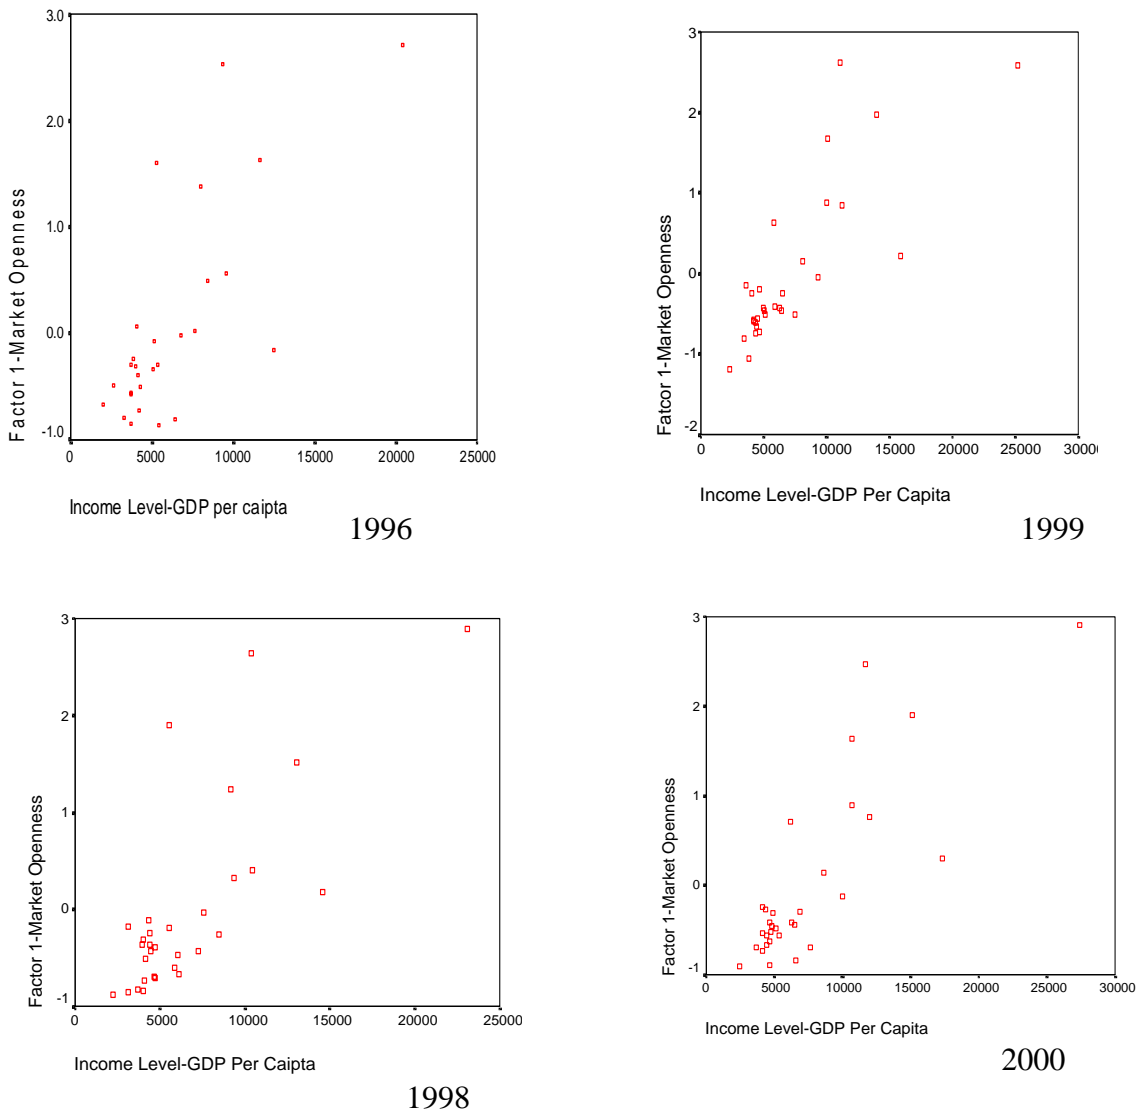 3.0
2.0
1.0
0.0
-1.0
Factor 1-Market Openness
0 5000 10000 15000 20000 25000
Income Level-GDP per caipta
1996
3
2
1
0
-1
-2
Fatcor 1-Market Openness
0 5000 10000 15000 20000 25000 30000
Income Level-GDP Per Capita
1999
3
2
1
0
-1
Factor 1-Market Openness
0 5000 10000 15000 20000 25000
Income Level-GDP Per Caipta
1998
3
2
1
0
-1
Factor 1-Market Openness
0 5000 10000 15000 20000 25000 30000
Income Level-GDP Per Capita
2000